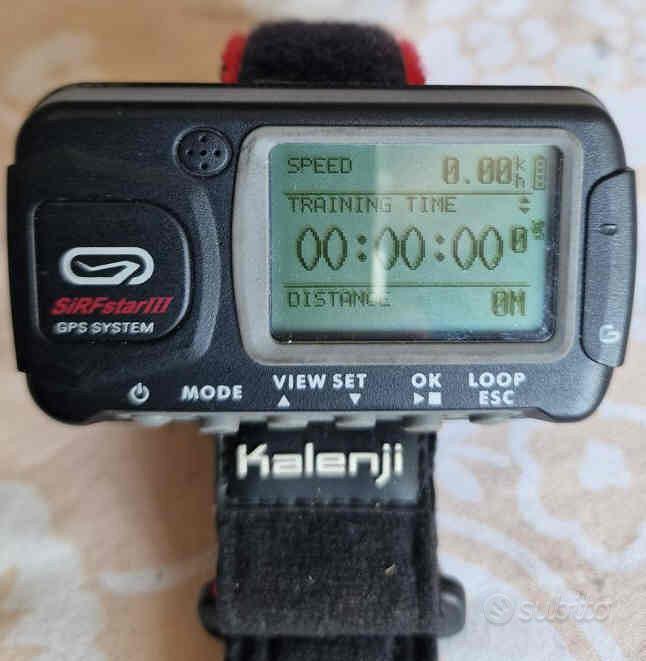 SPEED 0.00 k h
TRAINING TIME
00:00:00 0
DISTANCE 0M
SiRFstarIII
GPS SYSTEM
MODE VIEW SET OK LOOP
ESC
Kalenji
subito